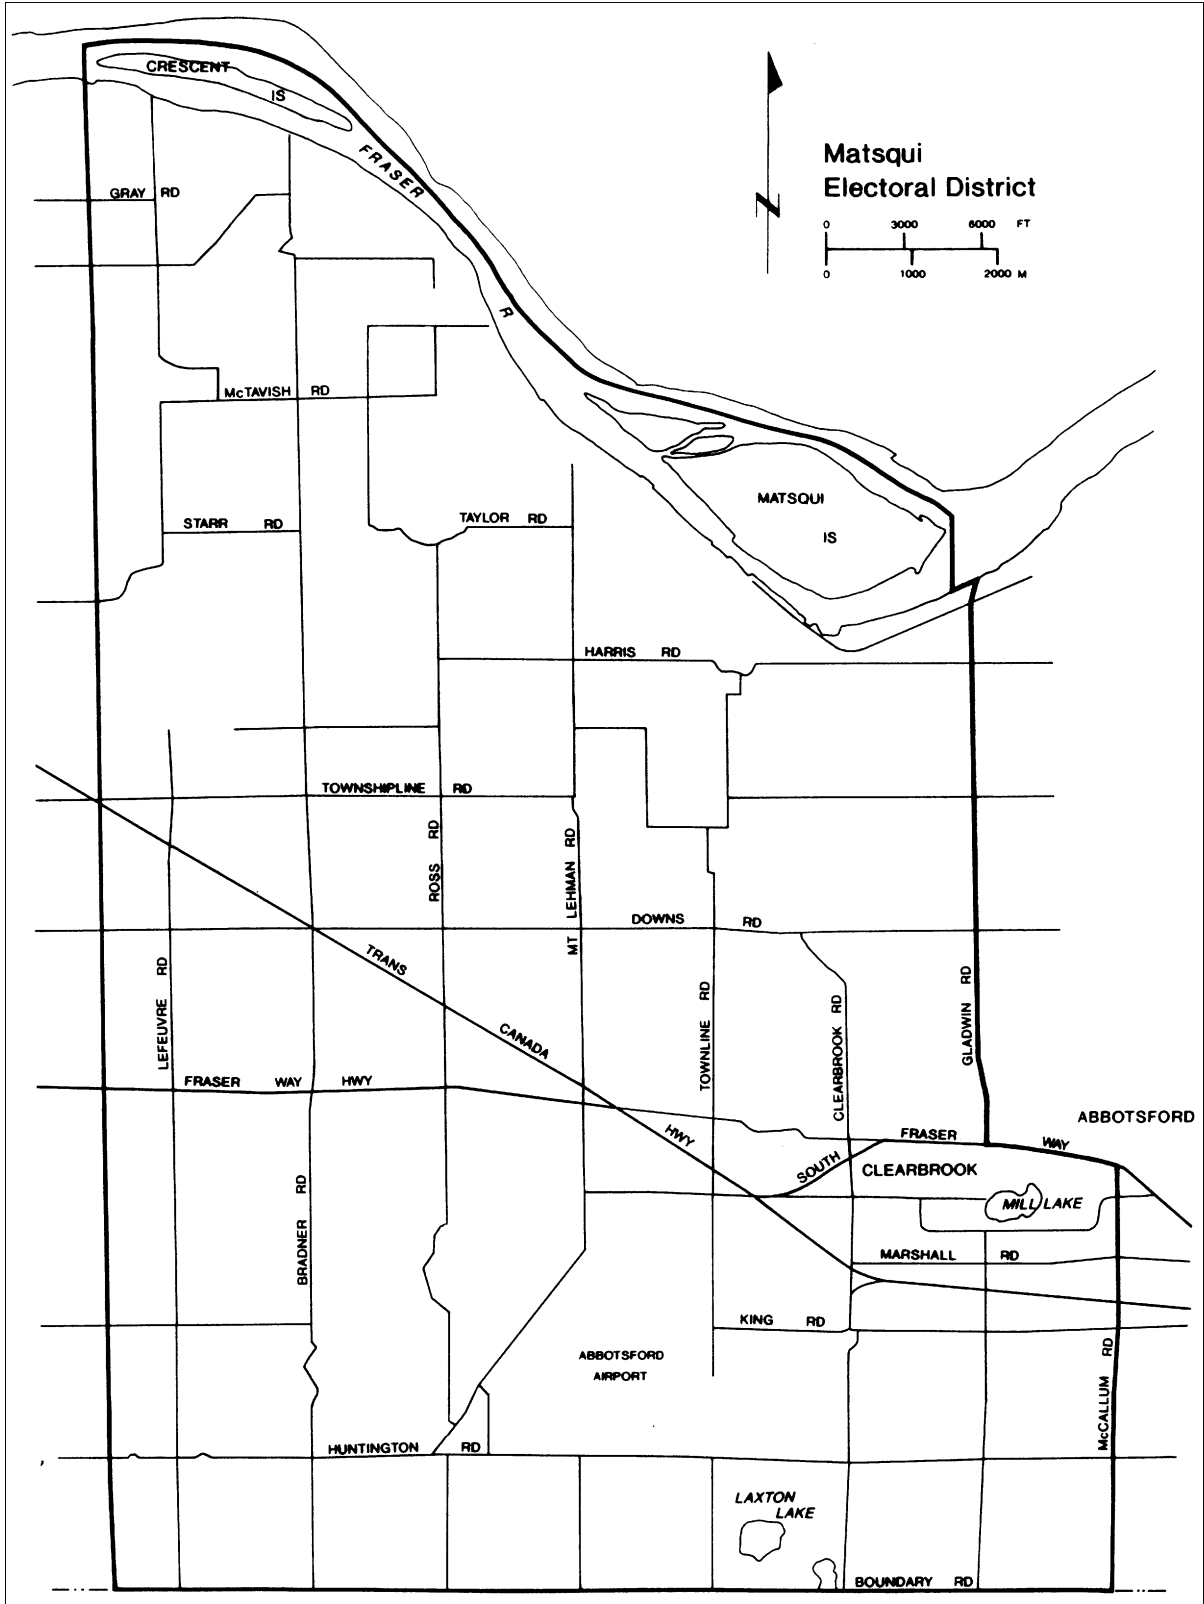 CRESCENT
IS
FRASER
R
Matsqui
Electoral District
0 3000 6000 FT
0 1000 2000 M
N
GRAY RD
McTAVISH RD
STARR RD
TAYLOR RD
MATSQUI
IS
HARRIS RD
TOWNSHIPLINE RD
ROSS RD
MT LEHMAN RD
DOWNS RD
TRANS
CANADA
HWY
LEFEUVRE RD
TOWNLINE RD
CLEARBROOK RD
GLADWIN RD
FRASER WAY HWY
ABBOTSFORD
FRASER WAY
SOUTH
CLEARBROOK
MILL LAKE
BRADNER RD
MARSHALL RD
KING RD
ABBOTSFORD
AIRPORT
McCALLUM RD
HUNTINGTON RD
LAXTON
LAKE
BOUNDARY RD